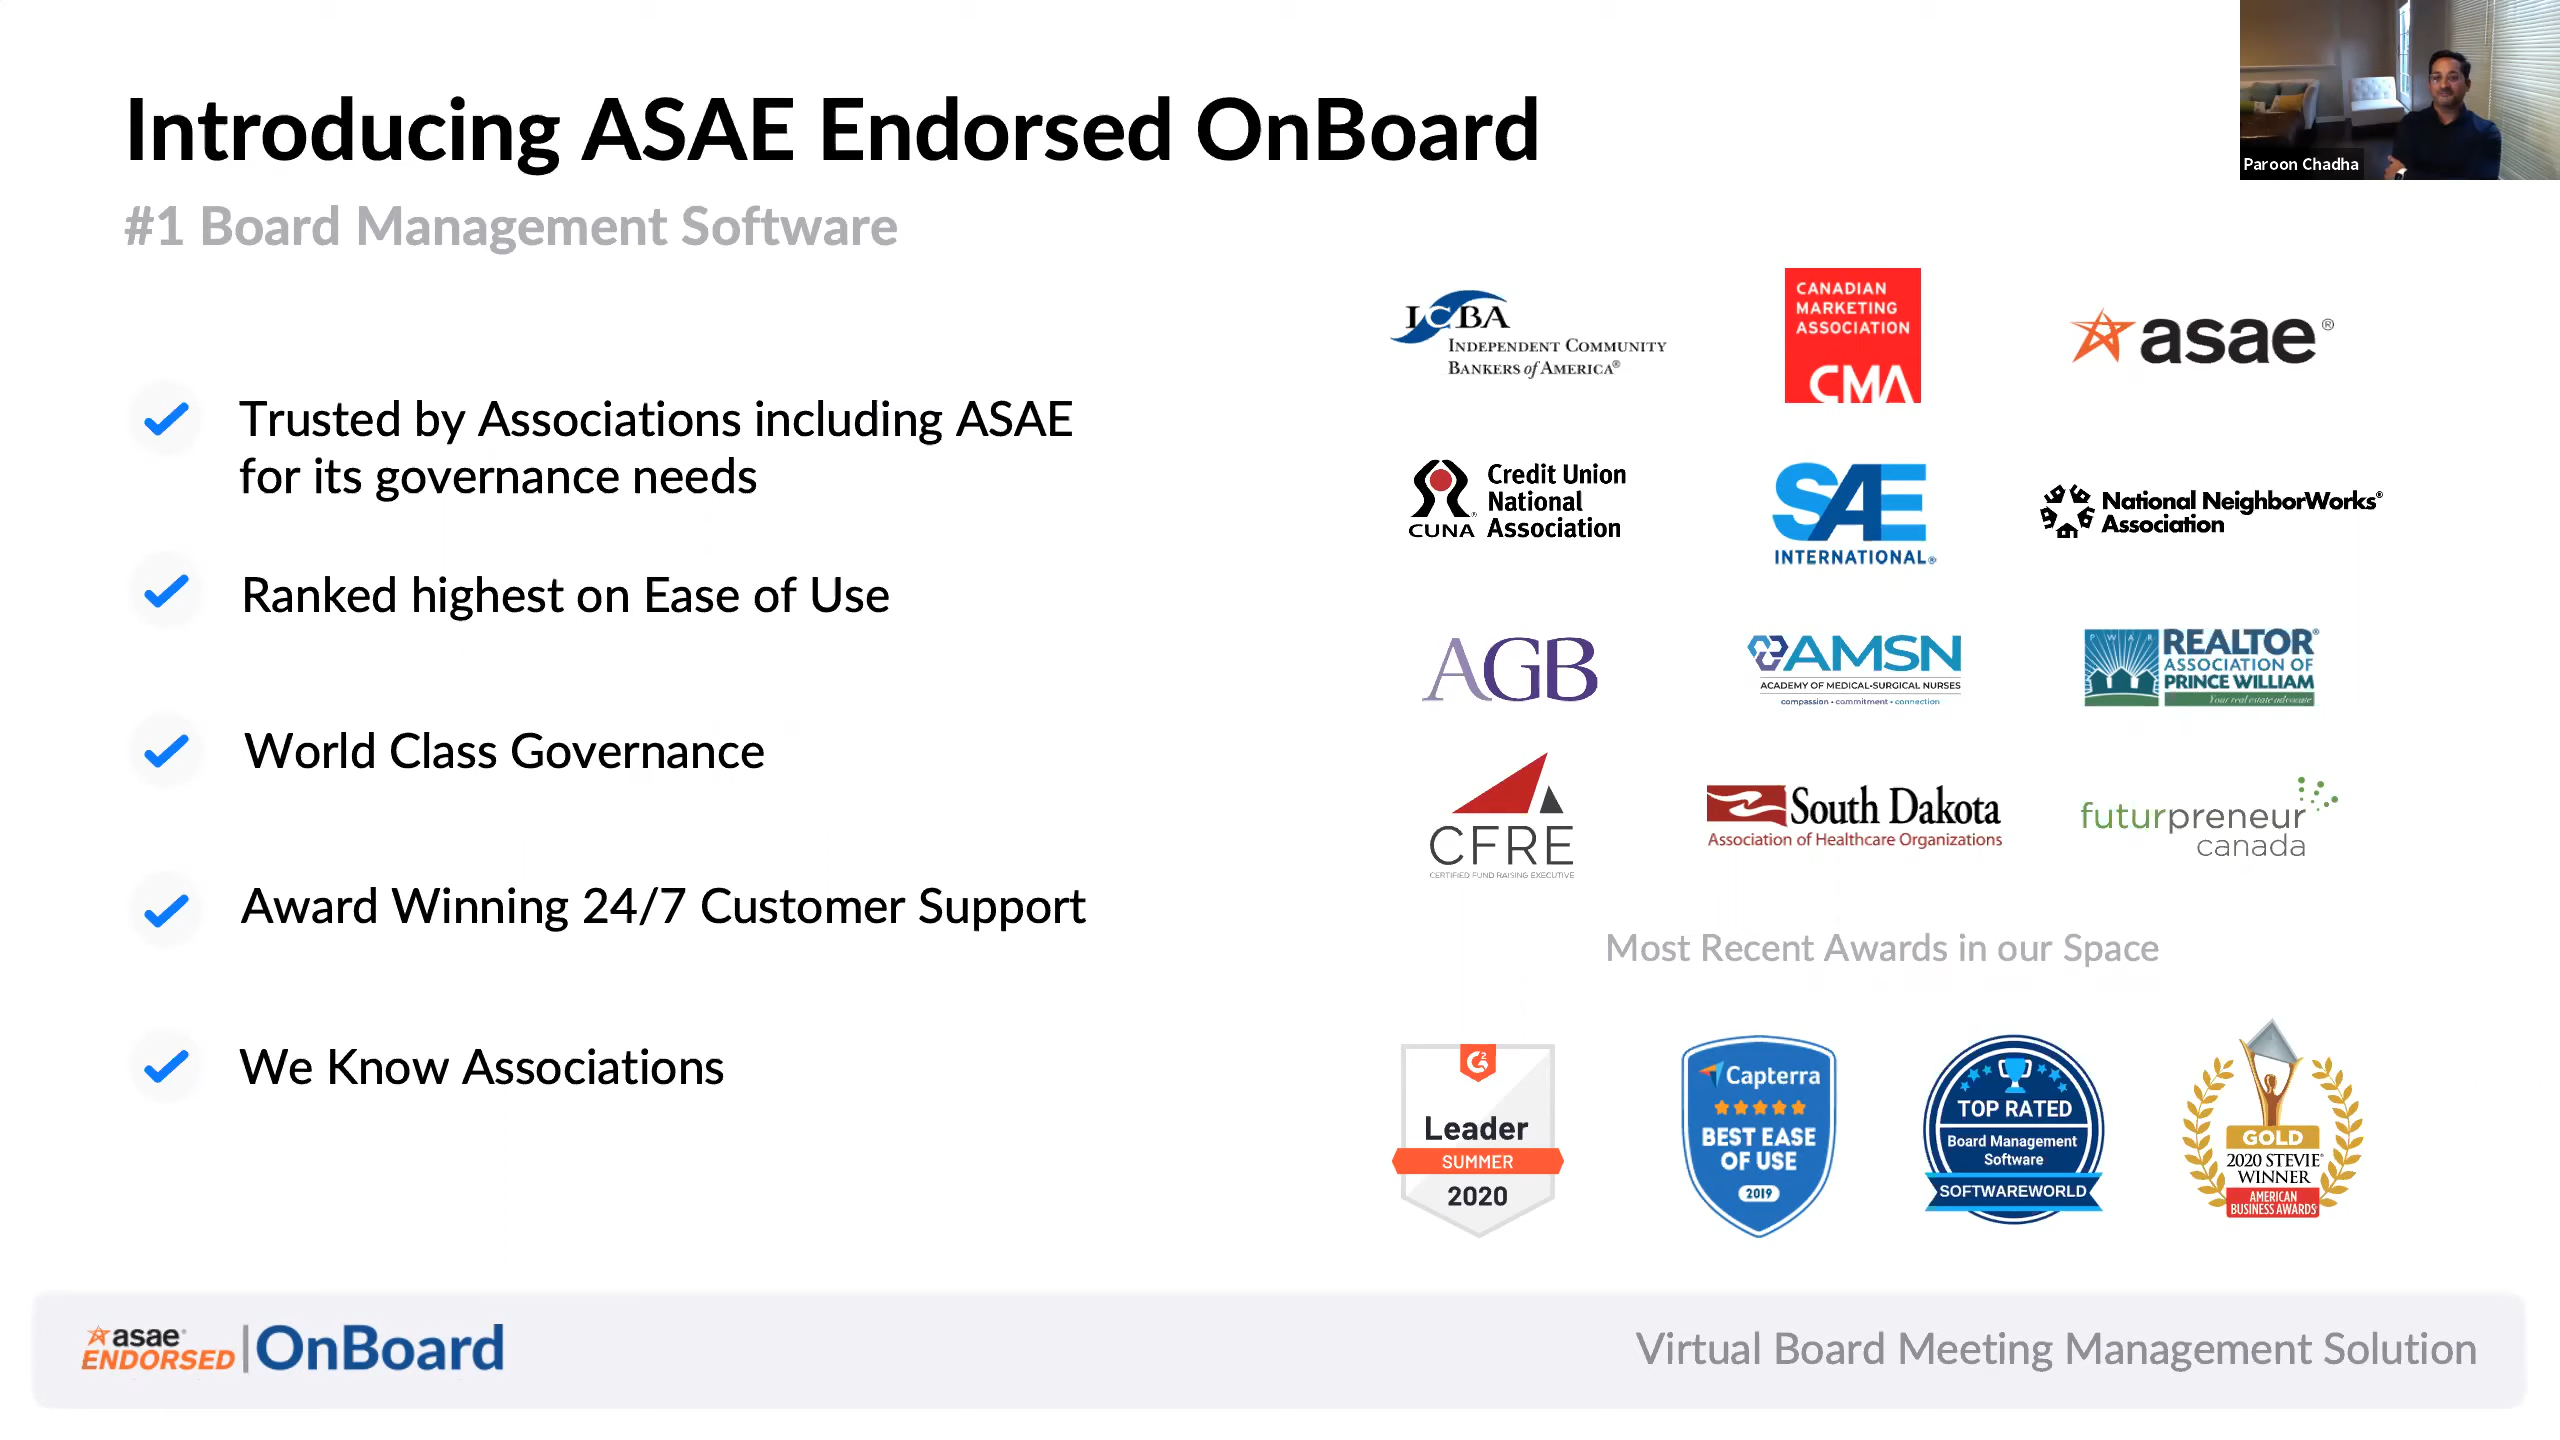 Introducing ASAE Endorsed OnBoard
#1 Board Management Software
Paroon Chadha
Trusted by Associations including ASAE
for its governance needs
Ranked highest on Ease of Use
World Class Governance
Award Winning 24/7 Customer Support
We Know Associations
ICBA
INDEPENDENT COMMUNITY
BANKERS of AMERICA®
CANADIAN
MARKETING
ASSOCIATION
CMA
asae®
CUNA
Credit Union
National
Association
SAE
INTERNATIONAL®
National NeighborWorks®
Association
AGB
AMSN
ACADEMY OF MEDICAL-SURGICAL NURSES
compassion • commitment • connection
PWAR
REALTOR®
ASSOCIATION OF
PRINCE WILLIAM
Your real estate advocate
CFRE
CERTIFIED FUND RAISING EXECUTIVE
South Dakota
Association of Healthcare Organizations
futurpreneur
canada
Most Recent Awards in our Space
G2
Leader
SUMMER
2020
Capterra
BEST EASE
OF USE
2019
TOP RATED
Board Management
Software
SOFTWAREWORLD
GOLD
2020 STEVIE®
WINNER
AMERICAN
BUSINESS AWARDS
asae®
ENDORSED
OnBoard
Virtual Board Meeting Management Solution